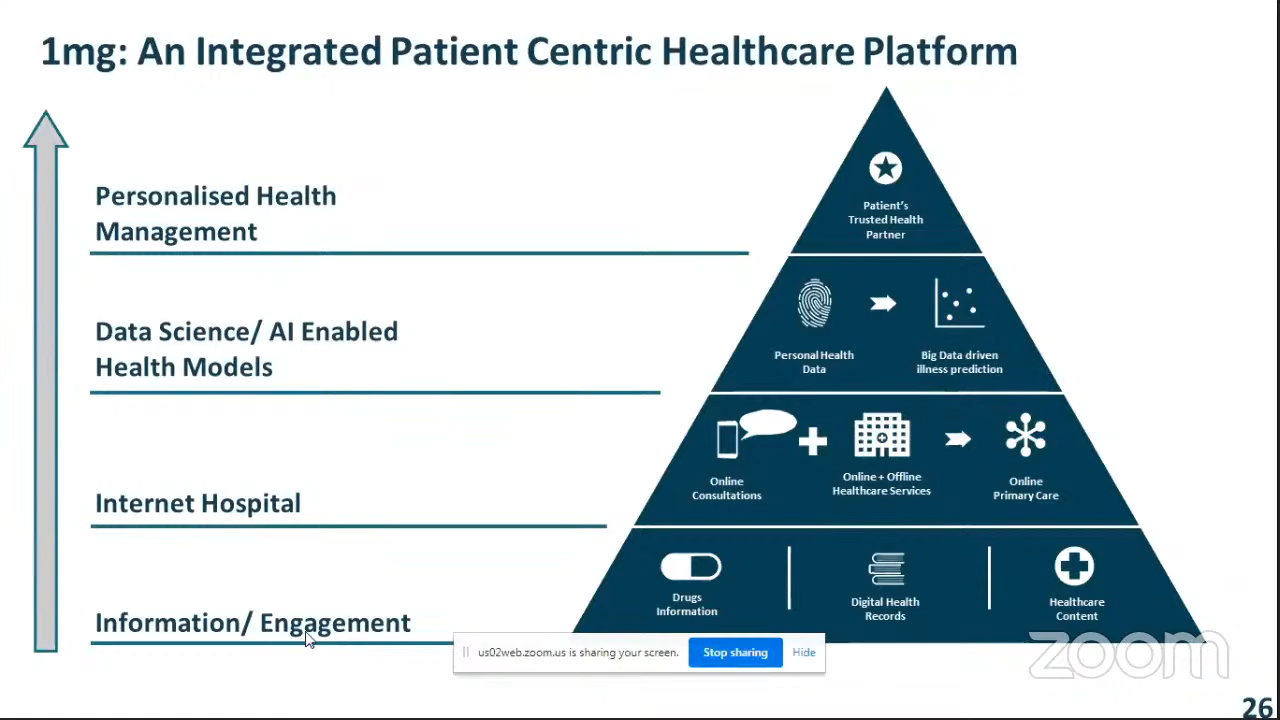 1mg: An Integrated Patient Centric Healthcare Platform
Personalised Health
Management
Patient's
Trusted Health
Partner
Data Science/ AI Enabled
Health Models
Personal Health
Data
Big Data driven
illness prediction
Internet Hospital
Online
Consultations
Online + Offline
Healthcare Services
Online
Primary Care
Information/ Engagement
Drugs
Information
Digital Health
Records
Healthcare
Content
us02web.zoom.us is sharing your screen.
Stop sharing
Hide
zoom
26